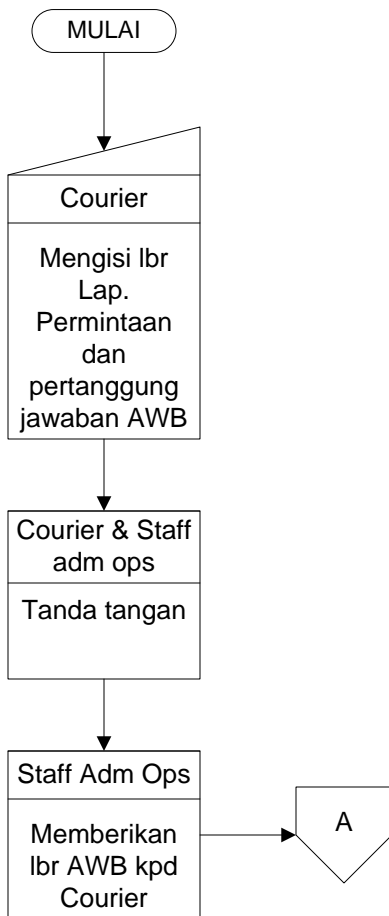 MULAI
Courier
Mengisi lbr
Lap.
Permintaan
dan
pertanggung
jawaban AWB
Courier & Staff
adm ops
Tanda tangan
Staff Adm Ops
Memberikan
lbr AWB kpd
Courier
A